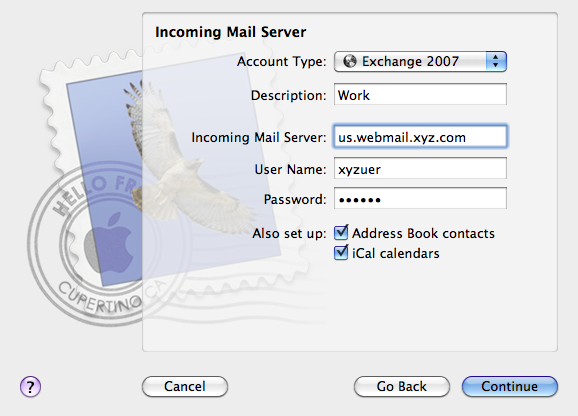 Incoming Mail Server
Account Type: Exchange 2007
Description: Work
Incoming Mail Server: us.webmail.xyz.com
User Name: xyzuer
Password: ••••••
Also set up: Address Book contacts
iCal calendars
HELLO FR
CUPERTINO CA
? Cancel Go Back Continue